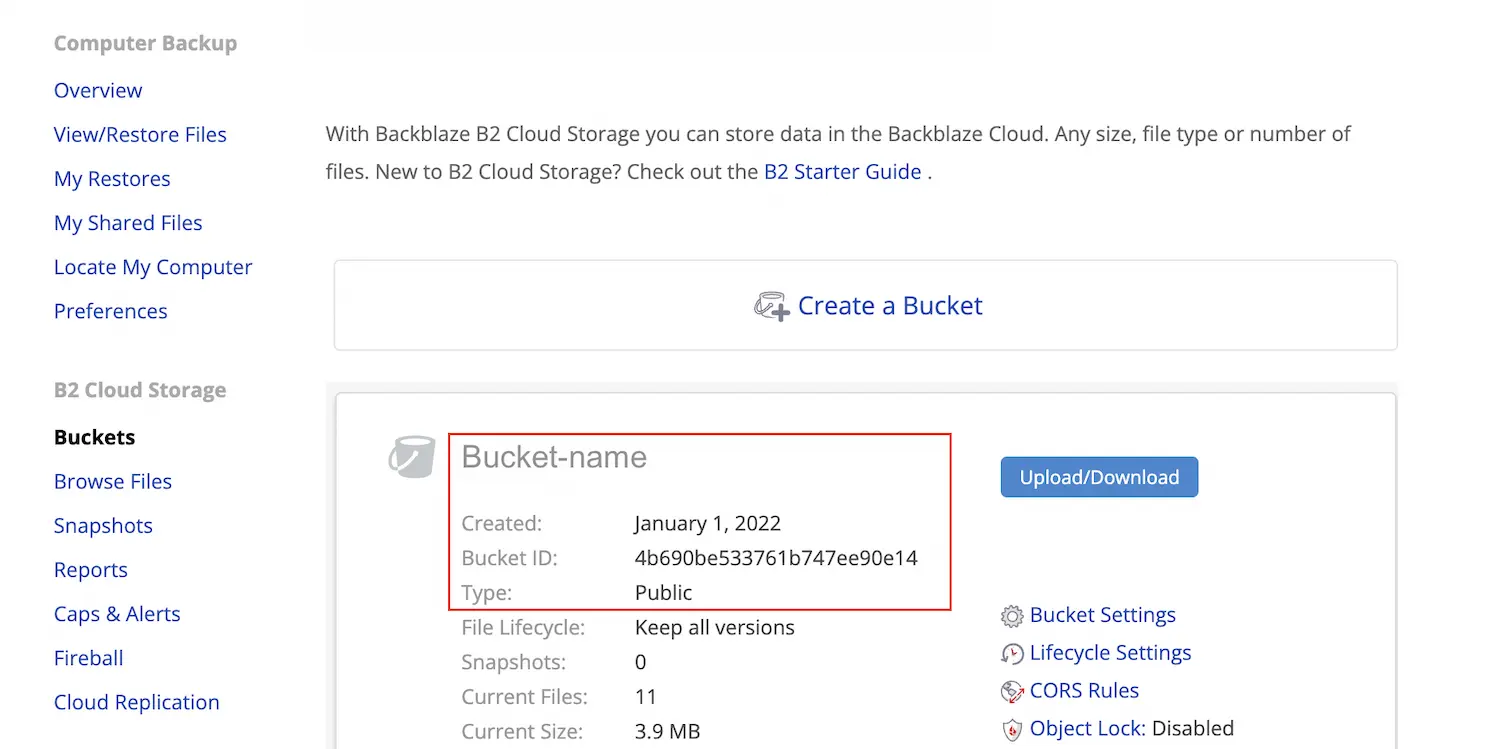 Computer Backup
Overview
View/Restore Files
My Restores
My Shared Files
Locate My Computer
Preferences
B2 Cloud Storage
Buckets
Browse Files
Snapshots
Reports
Caps & Alerts
Fireball
Cloud Replication
With Backblaze B2 Cloud Storage you can store data in the Backblaze Cloud. Any size, file type or number of
files. New to B2 Cloud Storage? Check out the B2 Starter Guide .
Create a Bucket
Bucket-name
Created: January 1, 2022
Bucket ID: 4b690be533761b747ee90e14
Type: Public
File Lifecycle: Keep all versions
Snapshots: 0
Current Files: 11
Current Size: 3.9 MB
Upload/Download
Bucket Settings
Lifecycle Settings
CORS Rules
Object Lock: Disabled